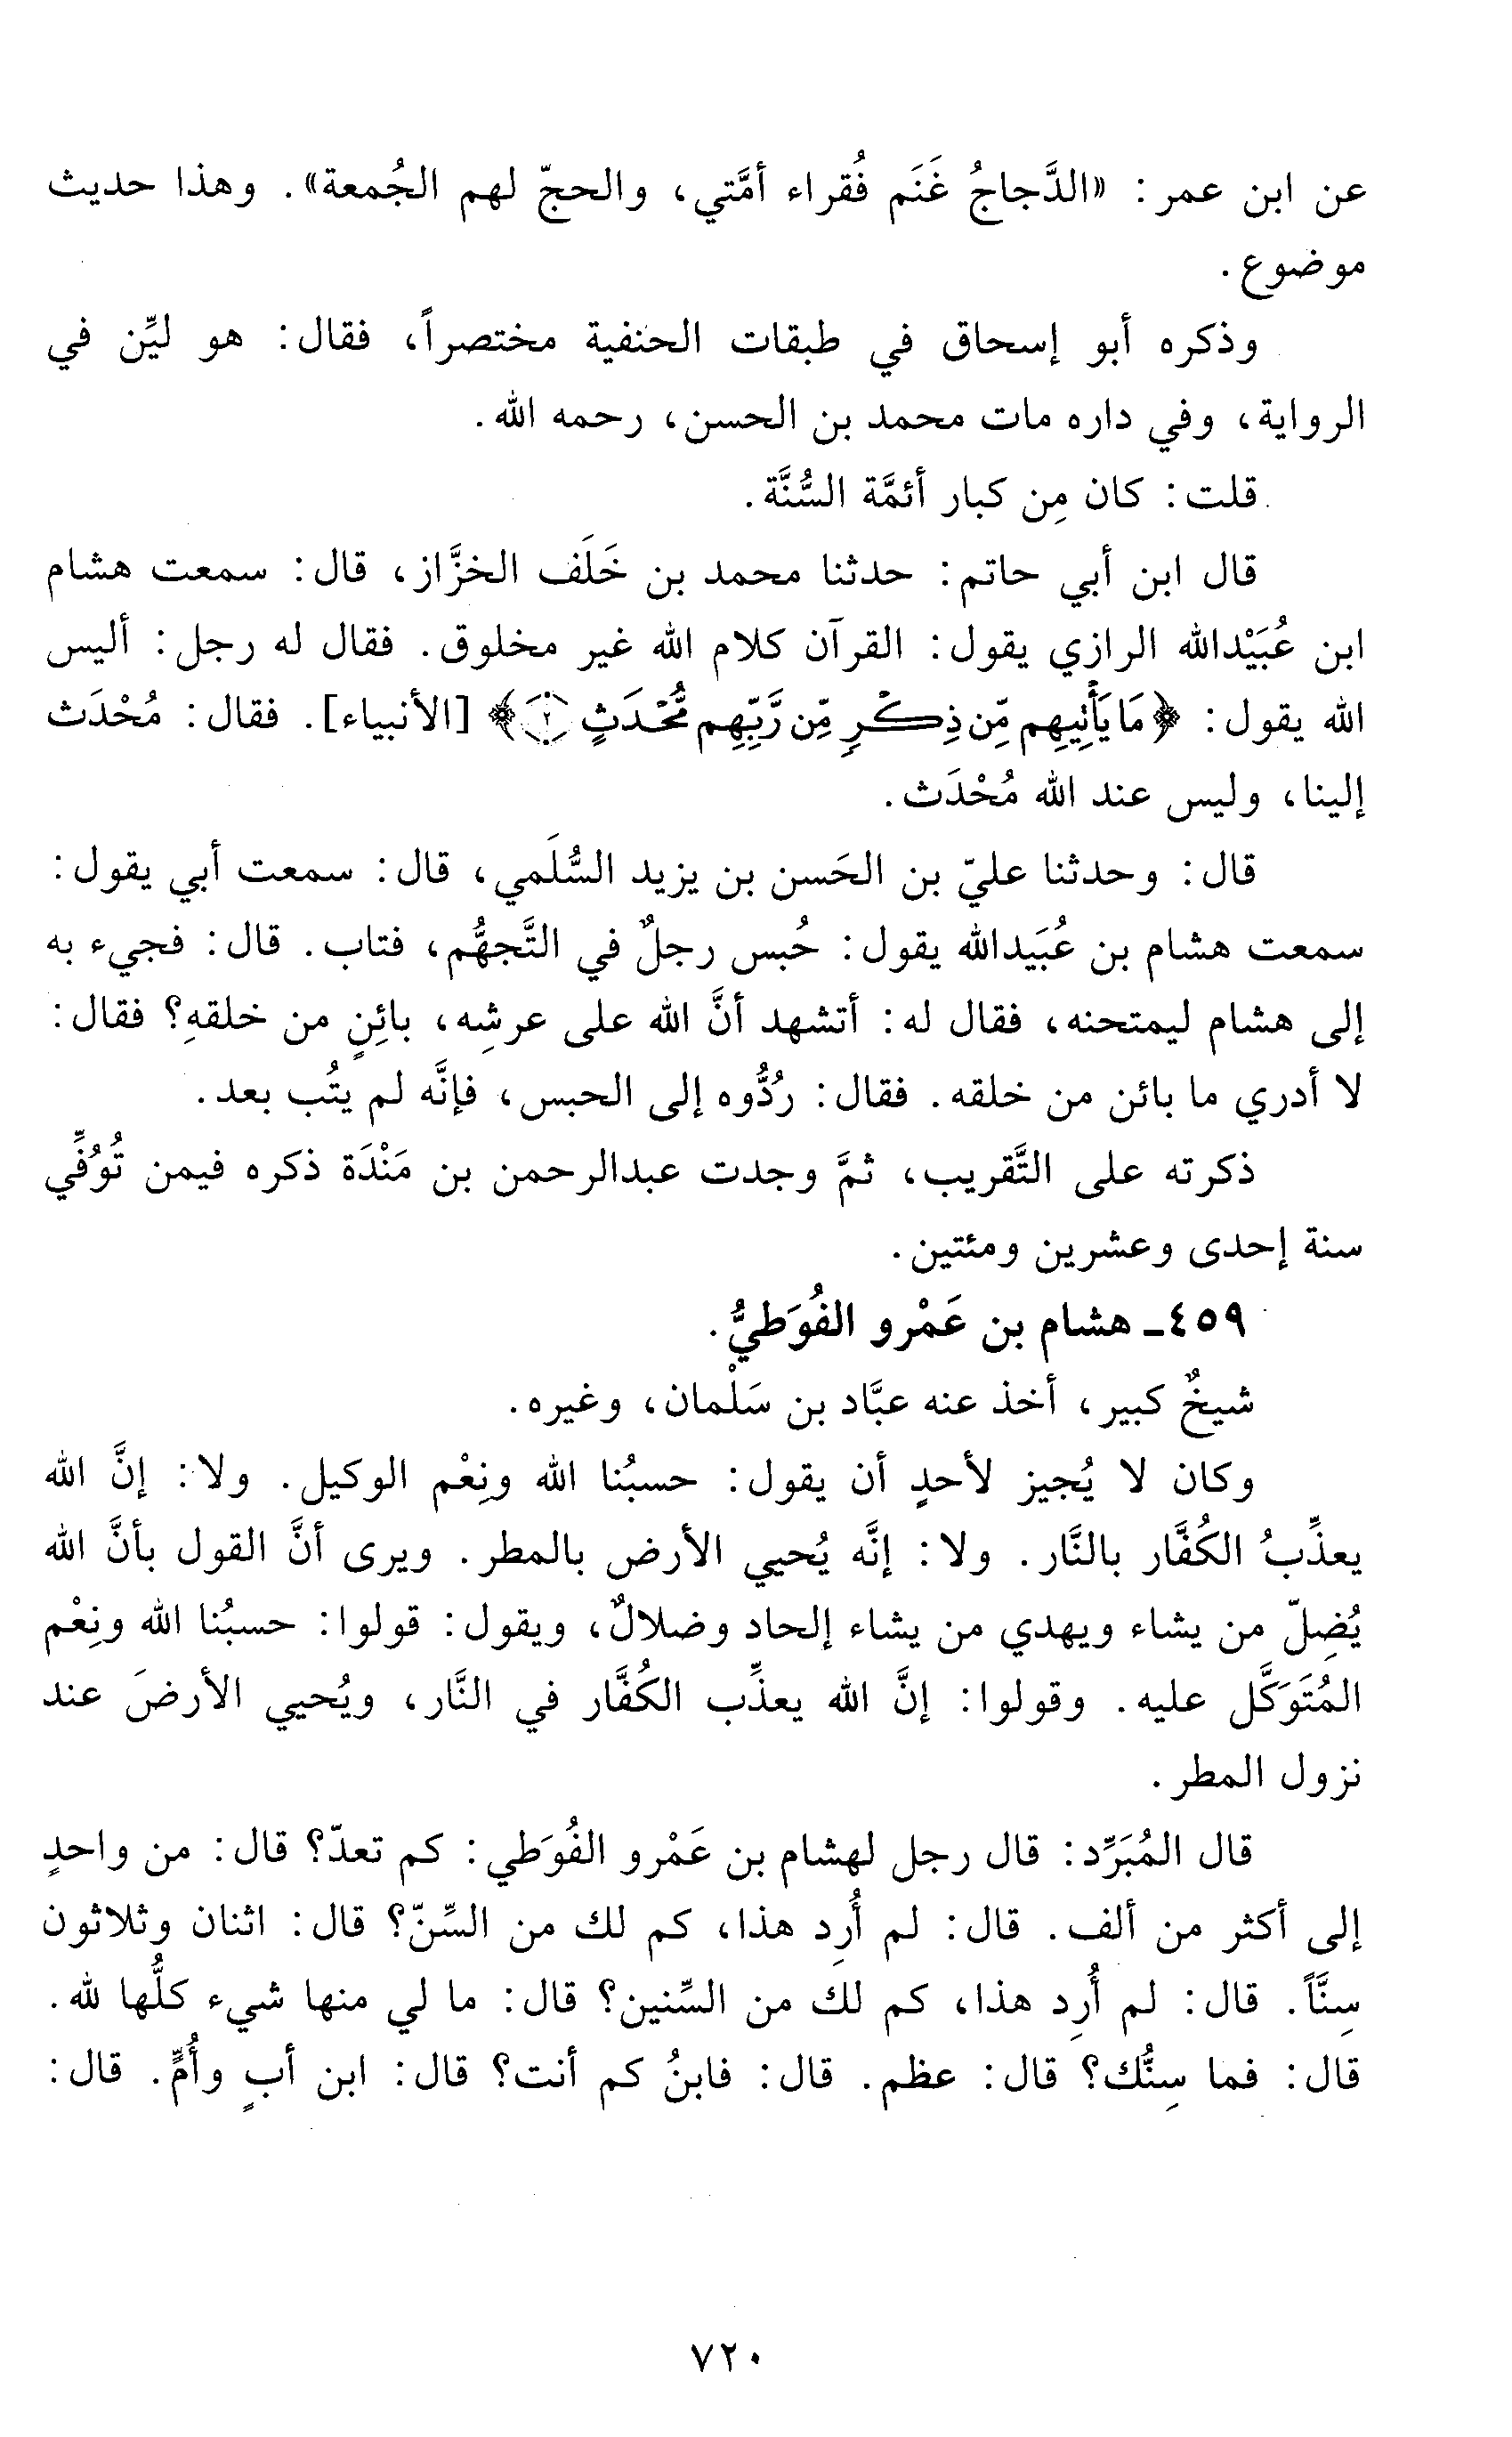 عن ابن عمر: «الدَّجاجُ غَنَم فُقراء أمَّتي، والحجّ لهم الجُمعة». وهذا حديث
موضوع.
وذكره أبو إسحاق في طبقات الحنفية مختصراً، فقال: هو ليِّن في
الرواية، وفي داره مات محمد بن الحسن، رحمه الله.
قلت: كان مِن كبار أئمَّة السُّنَّة.
قال ابن أبي حاتم: حدثنا محمد بن خَلَف الخزَّاز، قال: سمعت هشام
ابن عُبَيْدالله الرازي يقول: القرآن كلام الله غير مخلوق. فقال له رجل: أليس
الله يقول: ﴿مَا يَأْتِيهِم مِّن ذِكْرٍ مِّن رَّبِّهِم مُّحْدَثٍ ۝٢﴾ [الأنبياء]. فقال: مُحْدَث
إلينا، وليس عند الله مُحْدَث.
قال: وحدثنا عليّ بن الحَسن بن يزيد السُّلَمي، قال: سمعت أبي يقول:
سمعت هشام بن عُبَيدالله يقول: حُبس رجلٌ في التَّجهُّم، فتاب. قال: فجيء به
إلى هشام ليمتحنه، فقال له: أتشهد أنَّ الله على عرشِه، بائِنٍ من خلقهِ؟ فقال:
لا أدري ما بائن من خلقه. فقال: رُدُّوه إلى الحبس، فإنَّه لم يتُب بعد.
ذكرته على التَّقريب، ثمَّ وجدت عبدالرحمن بن مَنْدَة ذكره فيمن تُوُفِّي
سنة إحدى وعشرين ومئتين.
٤٥٩ـ هشام بن عَمْرو الفُوَطيُّ.
شيخٌ كبير، أخذ عنه عبَّاد بن سَلْمان، وغيره.
وكان لا يُجيز لأحدٍ أن يقول: حسبُنا الله ونِعْم الوكيل. ولا: إنَّ الله
يعذِّبُ الكُفَّار بالنَّار. ولا: إنَّه يُحيي الأرض بالمطر. ويرى أنَّ القول بأنَّ الله
يُضِلّ من يشاء ويهدي من يشاء إلحاد وضلالٌ، ويقول: قولوا: حسبُنا الله ونِعْم
المُتَوَكَّل عليه. وقولوا: إنَّ الله يعذِّب الكُفَّار في النَّار، ويُحيي الأرضَ عند
نزول المطر.
قال المُبَرِّد: قال رجل لهشام بن عَمْرو الفُوَطي: كم تعدّ؟ قال: من واحدٍ
إلى أكثر من ألف. قال: لم أُرِد هذا، كم لك من السِّنّ؟ قال: اثنان وثلاثون
سِنَّاً. قال: لم أُرِد هذا، كم لك من السِّنين؟ قال: ما لي منها شيء كلُّها لله.
قال: فما سِنُّك؟ قال: عظم. قال: فابنُ كم أنت؟ قال: ابن أبٍ وأُمٍّ. قال:
٧٢٠